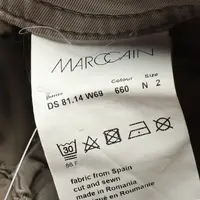 MARCCAIN
Partito Colour N
DS 81.14 W69 660 2
30
86 F
fabric from Spain
cut and sewn
made in Romania